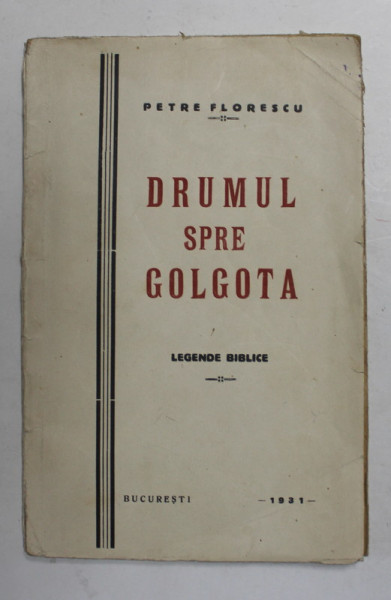 PETRE FLORESCU
DRUMUL
SPRE
GOLGOTA
LEGENDE BIBLICE
BUCUREȘTI – 1931 –